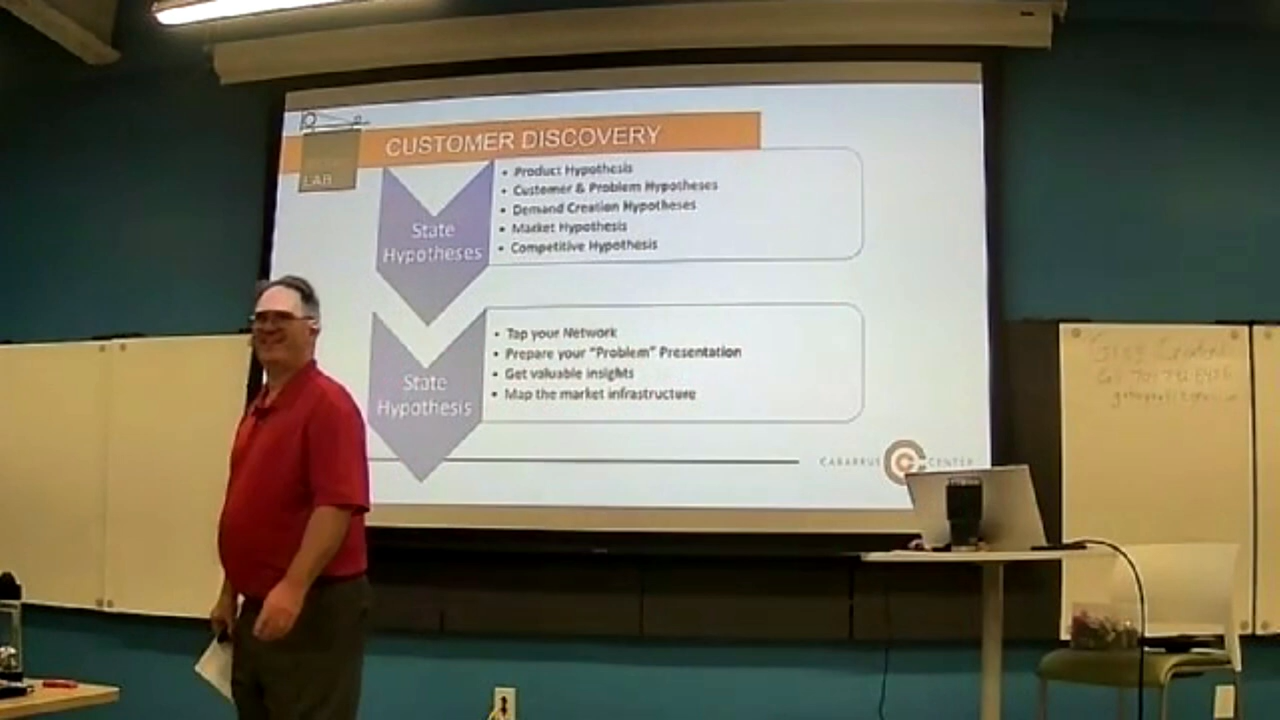 CUSTOMER DISCOVERY
LAB
State
Hypotheses
• Product Hypothesis
• Customer & Problem Hypotheses
• Demand Creation Hypotheses
• Market Hypothesis
• Competitive Hypothesis
State
Hypothesis
• Tap your Network
• Prepare your “Problem” Presentation
• Get valuable insights
• Map the market infrastructure
CABARRUS CENTER
Greg